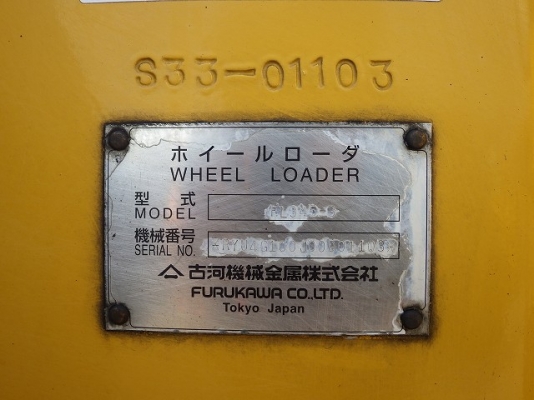 S33-01103
ホイールローダ
WHEEL LOADER
型式
MODEL
機械番号
SERIAL NO.
古河機械金属株式会社
FURUKAWA CO.,LTD.
Tokyo Japan